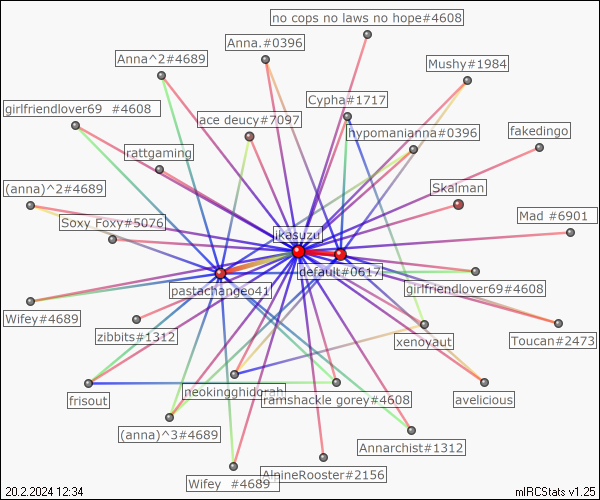 no cops no laws no hope#4608
Anna.#0396
Anna^2#4689
Mushy#1984
Cypha#1717
girlfriendlover69 #4608
ace deucy#7097
hypomanianna#0396
fakedingo
rattgaming
(anna)^2#4689
Skalman
Mad #6901
Soxy Foxy#5076
ikasuzu
default#0617
pastachangeo41
girlfriendlover69#4608
Wifey#4689
zibbits#1312
xenoyaut
Toucan#2473
neokingghidorah
ramshackle gorey#4608
frisout
avelicious
(anna)^3#4689
Annarchist#1312
AlpineRooster#2156
Wifey #4689
20.2.2024 12:34
mIRCStats v1.25